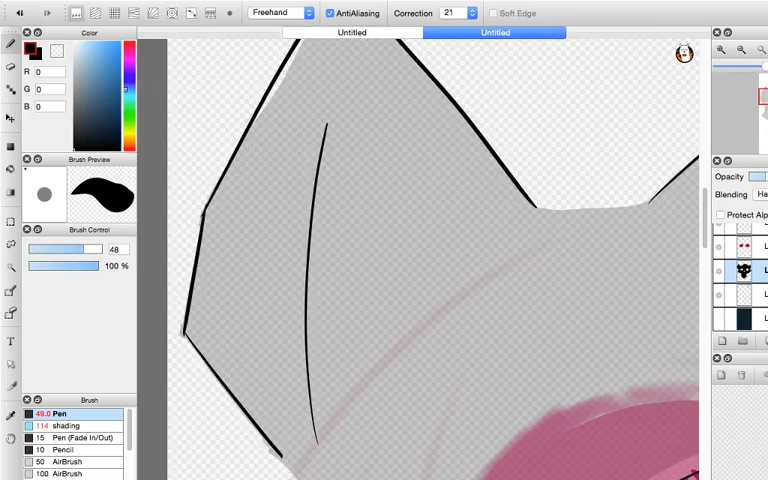 Freehand AntiAliasing Correction 21 Soft Edge
Untitled Untitled
Color
R 0
G 0
B 0
Brush Preview
Brush Control
48
100 %
Brush
49.0 Pen
114 shading
15 Pen (Fade In/Out)
10 Pencil
50 AirBrush
100 AirBrush
T
Opacity
Blending Ha
Protect Alp
L
L
L
L